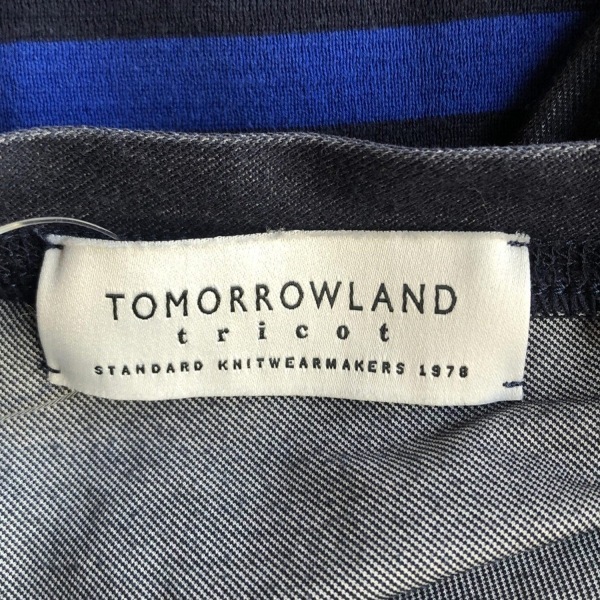 TOMORROWLAND
tricot
STANDARD KNITWEARMAKERS 1978